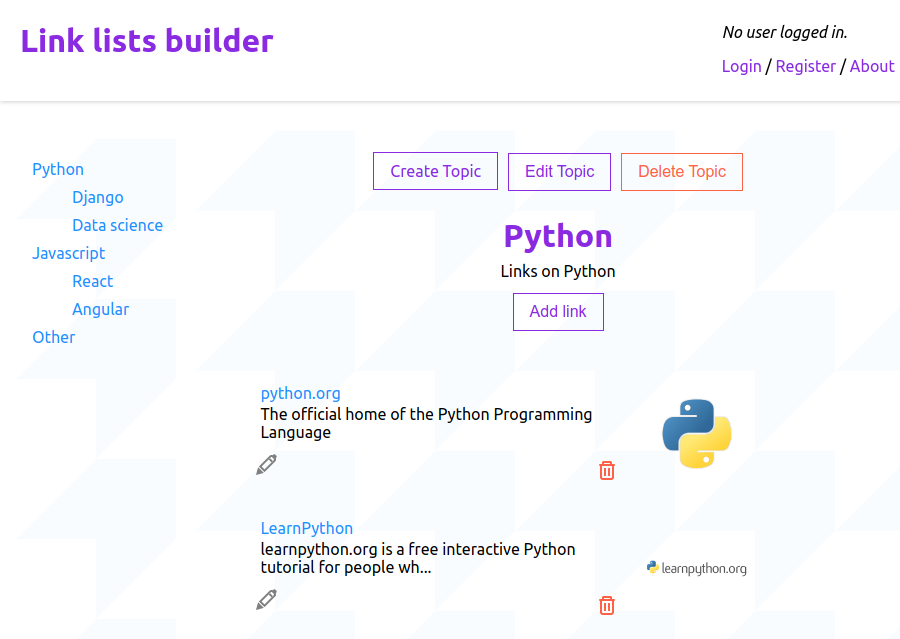 Link lists builder
No user logged in.
Login / Register / About
Python
Django
Data science
Javascript
React
Angular
Other
Create Topic
Edit Topic
Delete Topic
Python
Links on Python
Add link
python.org
The official home of the Python Programming
Language
LearnPython
learnpython.org is a free interactive Python
tutorial for people wh...
learnpython.org